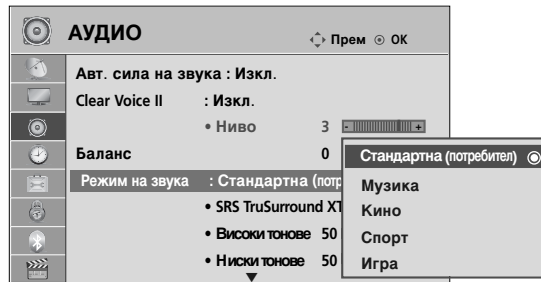 АУДИО
Прем ОК
Авт. сила на звука : Изкл.
Clear Voice II : Изкл.
• Ниво 3 - +
Баланс 0
Режим на звука : Стандартна (потр
• SRS TruSurround XT
• Високи тонове 50
• Ниски тонове 50
Стандартна (потребител)
Музика
Кино
Спорт
Игра